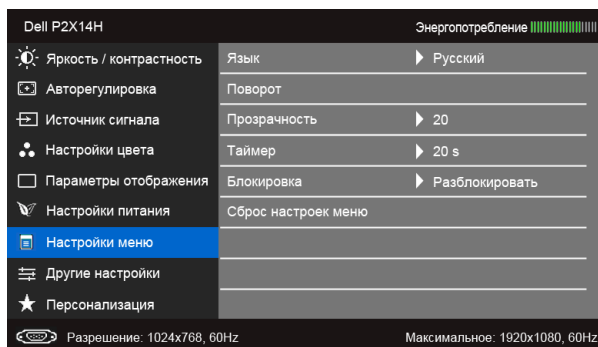 Dell P2X14H Энергопотребление
Яркость / контрастность Язык Русский
Авторегулировка Поворот
Источник сигнала Прозрачность 20
Настройки цвета Таймер 20 s
Параметры отображения Блокировка Разблокировать
Настройки питания Сброс настроек меню
Настройки меню
Другие настройки
Персонализация
Разрешение: 1024x768, 60Hz Максимальное: 1920x1080, 60Hz